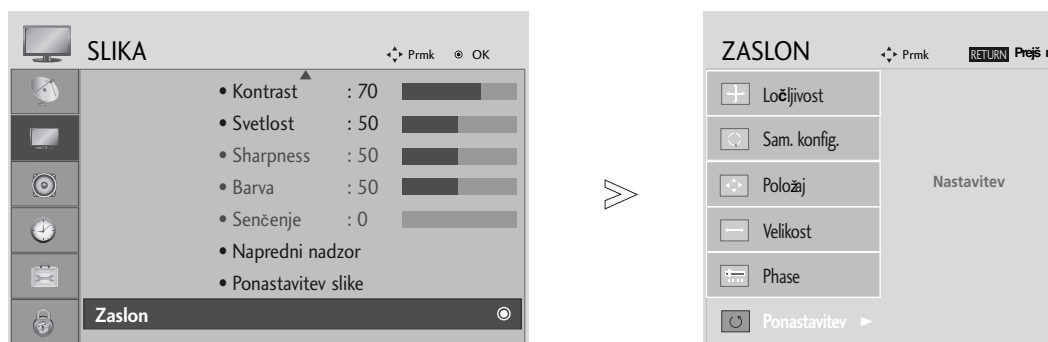 SLIKA Prmk OK
• Kontrast : 70
• Svetlost : 50
• Sharpness : 50
• Barva : 50
• Senčenje : 0
• Napredni nadzor
• Ponastavitev slike
Zaslon
ZASLON Prmk RETURN Prejš
Ločljivost
Sam. konfig.
Položaj
Nastavitev
Velikost
Phase
Ponastavitev